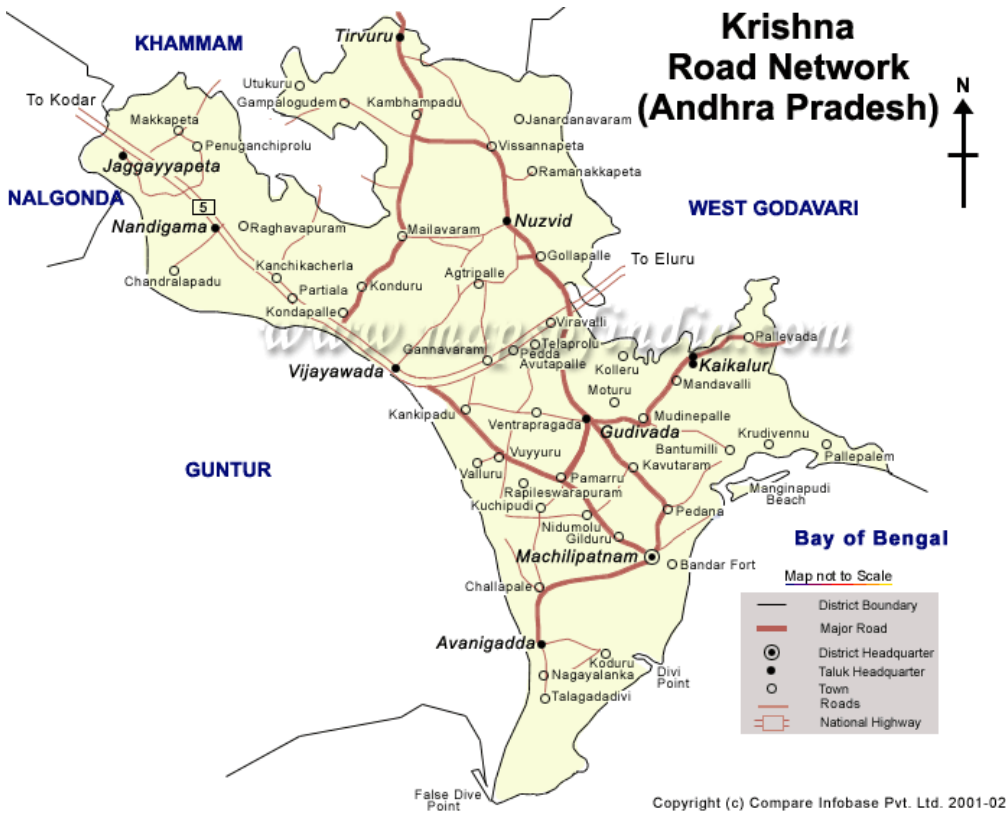 Krishna
Road Network
(Andhra Pradesh)
N
KHAMMAM
Tirvuru
Utukuru
Gampalogudem
Kambhampadu
Janardanavaram
To Kodar
Makkapeta
Penuganchiprolu
Vissannapeta
Jaggayyapeta
Ramanakkapeta
NALGONDA
5
WEST GODAVARI
Nandigama
Raghavapuram
Mailavaram
Nuzvid
Gollapalle
To Eluru
Chandralapadu
Kanchikacherla
Agtripalle
Partiala
Konduru
Kondapalle
Viravalli
www.mapsofindia.com
Pallevada
Gannavaram
Telaprolu
Pedda
Avutapalle
Kolleru
Kaikalur
Vijayawada
Moturu
Mandavalli
Kankipadu
Ventrapragada
Mudinepalle
Gudivada
Krudivennu
Bantumilli
Pallepalem
GUNTUR
Vuyyuru
Valluru
Kavutaram
Pamarru
Rapileswarapuram
Manginapudi
Beach
Kuchipudi
Pedana
Nidumolu
Gilduru
Bay of Bengal
Machilipatnam
Bandar Fort
Challapale
Avanigadda
Koduru
Divi
Point
Nagayalanka
Talagadadivi
False Dive
Point
Map not to Scale
District Boundary
Major Road
District Headquarter
Taluk Headquarter
Town
Roads
National Highway
Copyright (c) Compare Infobase Pvt. Ltd. 2001-02